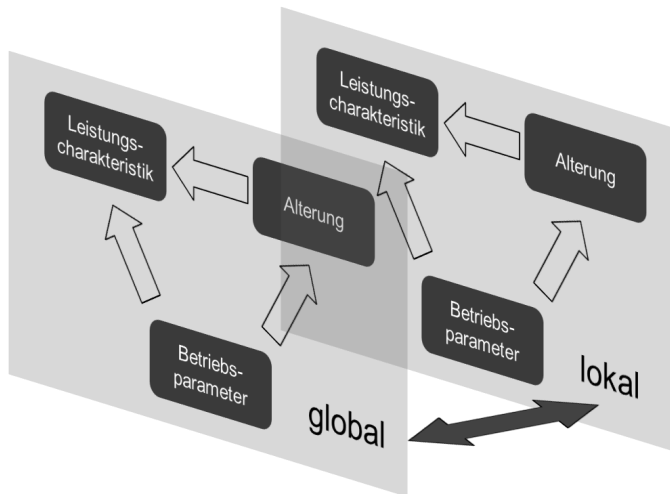 Leistungs-
charakteristik
Alterung
Betriebs-
parameter
global
Leistungs-
charakteristik
Alterung
Betriebs-
parameter
lokal